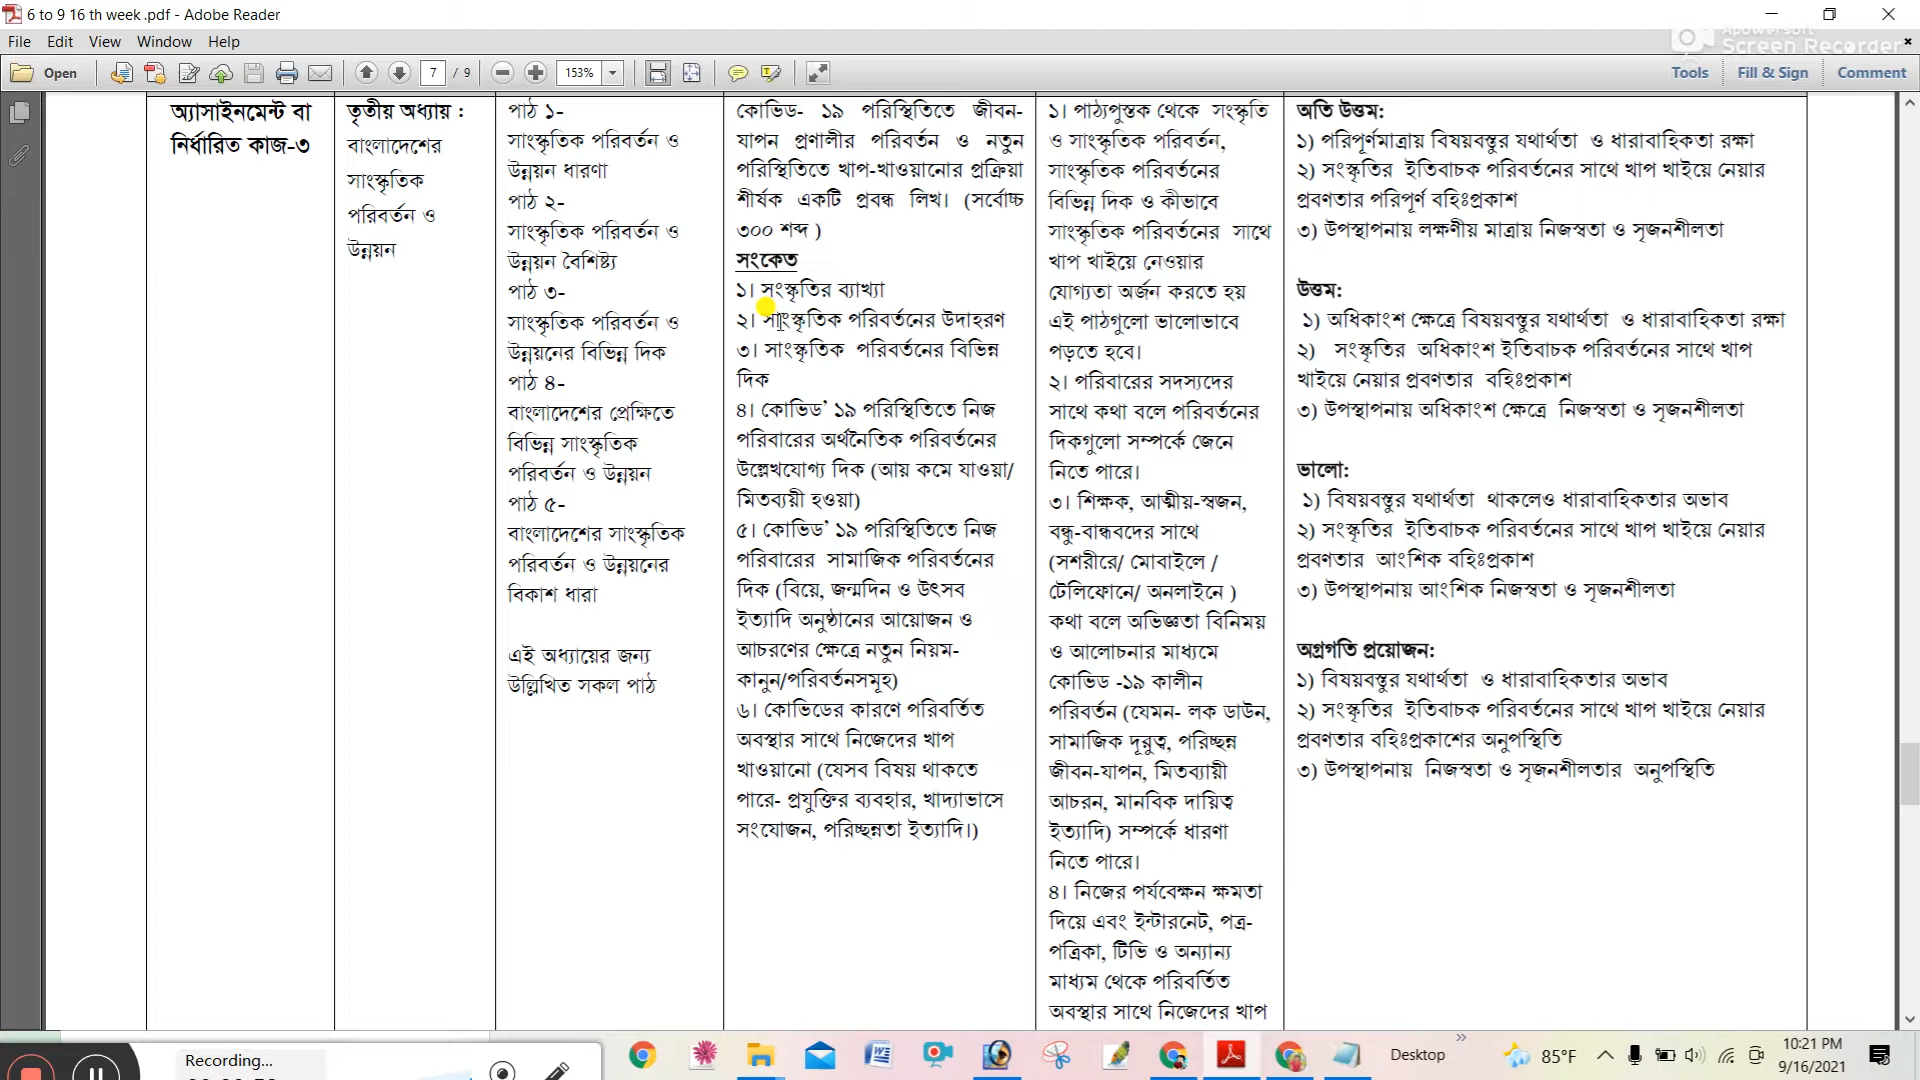 6 to 9 16 th week .pdf - Adobe Reader
File Edit View Window Help
Apowersoft
Screen Recorder
Open
7 / 9
153%
Tools Fill & Sign Comment
অ্যাসাইনমেন্ট বা
নির্ধারিত কাজ-৩
তৃতীয় অধ্যায় :
বাংলাদেশের
সাংস্কৃতিক
পরিবর্তন ও
উন্নয়ন
পাঠ ১-
সাংস্কৃতিক পরিবর্তন ও
উন্নয়ন ধারণা
পাঠ ২-
সাংস্কৃতিক পরিবর্তন ও
উন্নয়ন বৈশিষ্ট্য
পাঠ ৩-
সাংস্কৃতিক পরিবর্তন ও
উন্নয়নের বিভিন্ন দিক
পাঠ ৪-
বাংলাদেশের প্রেক্ষিতে
বিভিন্ন সাংস্কৃতিক
পরিবর্তন ও উন্নয়ন
পাঠ ৫-
বাংলাদেশের সাংস্কৃতিক
পরিবর্তন ও উন্নয়নের
বিকাশ ধারা
এই অধ্যায়ের জন্য
উল্লিখিত সকল পাঠ
কোভিড- ১৯ পরিস্থিতিতে জীবন-
যাপন প্রণালীর পরিবর্তন ও নতুন
পরিস্থিতিতে খাপ-খাওয়ানোর প্রক্রিয়া
শীর্ষক একটি প্রবন্ধ লিখ। (সর্বোচ্চ
৩০০ শব্দ )
সংকেত
১। সংস্কৃতির ব্যাখ্যা
২। সাংস্কৃতিক পরিবর্তনের উদাহরণ
৩। সাংস্কৃতিক পরিবর্তনের বিভিন্ন
দিক
৪। কোভিড’ ১৯ পরিস্থিতিতে নিজ
পরিবারের অর্থনৈতিক পরিবর্তনের
উল্লেখযোগ্য দিক (আয় কমে যাওয়া/
মিতব্যয়ী হওয়া)
৫। কোভিড’ ১৯ পরিস্থিতিতে নিজ
পরিবারের সামাজিক পরিবর্তনের
দিক (বিয়ে, জন্মদিন ও উৎসব
ইত্যাদি অনুষ্ঠানের আয়োজন ও
আচরণের ক্ষেত্রে নতুন নিয়ম-
কানুন/পরিবর্তনসমূহ)
৬। কোভিডের কারণে পরিবর্তিত
অবস্থার সাথে নিজেদের খাপ
খাওয়ানো (যেসব বিষয় থাকতে
পারে- প্রযুক্তির ব্যবহার, খাদ্যাভাসে
সংযোজন, পরিচ্ছন্নতা ইত্যাদি।)
১। পাঠ্যপুস্তক থেকে সংস্কৃতি
ও সাংস্কৃতিক পরিবর্তন,
সাংস্কৃতিক পরিবর্তনের
বিভিন্ন দিক ও কীভাবে
সাংস্কৃতিক পরিবর্তনের সাথে
খাপ খাইয়ে নেওয়ার
যোগ্যতা অর্জন করতে হয়
এই পাঠগুলো ভালোভাবে
পড়তে হবে।
২। পরিবারের সদস্যদের
সাথে কথা বলে পরিবর্তনের
দিকগুলো সম্পর্কে জেনে
নিতে পারে।
৩। শিক্ষক, আত্মীয়-স্বজন,
বন্ধু-বান্ধবদের সাথে
(সশরীরে/ মোবাইলে /
টেলিফোনে/ অনলাইনে )
কথা বলে অভিজ্ঞতা বিনিময়
ও আলোচনার মাধ্যমে
কোভিড -১৯ কালীন
পরিবর্তন (যেমন- লক ডাউন,
সামাজিক দূরুত্ব, পরিচ্ছন্ন
জীবন-যাপন, মিতব্যায়ী
আচরন, মানবিক দায়িত্ব
ইত্যাদি) সম্পর্কে ধারণা
নিতে পারে।
৪। নিজের পর্যবেক্ষন ক্ষমতা
দিয়ে এবং ইন্টারনেট, পত্র-
পত্রিকা, টিভি ও অন্যান্য
মাধ্যম থেকে পরিবর্তিত
অবস্থার সাথে নিজেদের খাপ
অতি উত্তম:
১) পরিপূর্ণমাত্রায় বিষয়বস্তুর যথার্থতা ও ধারাবাহিকতা রক্ষা
২) সংস্কৃতির ইতিবাচক পরিবর্তনের সাথে খাপ খাইয়ে নেয়ার
প্রবণতার পরিপূর্ণ বহিঃপ্রকাশ
৩) উপস্থাপনায় লক্ষণীয় মাত্রায় নিজস্বতা ও সৃজনশীলতা
উত্তম:
১) অধিকাংশ ক্ষেত্রে বিষয়বস্তুর যথার্থতা ও ধারাবাহিকতা রক্ষা
২) সংস্কৃতির অধিকাংশ ইতিবাচক পরিবর্তনের সাথে খাপ
খাইয়ে নেয়ার প্রবণতার বহিঃপ্রকাশ
৩) উপস্থাপনায় অধিকাংশ ক্ষেত্রে নিজস্বতা ও সৃজনশীলতা
ভালো:
১) বিষয়বস্তুর যথার্থতা থাকলেও ধারাবাহিকতার অভাব
২) সংস্কৃতির ইতিবাচক পরিবর্তনের সাথে খাপ খাইয়ে নেয়ার
প্রবণতার আংশিক বহিঃপ্রকাশ
৩) উপস্থাপনায় আংশিক নিজস্বতা ও সৃজনশীলতা
অগ্রগতি প্রয়োজন:
১) বিষয়বস্তুর যথার্থতা ও ধারাবাহিকতার অভাব
২) সংস্কৃতির ইতিবাচক পরিবর্তনের সাথে খাপ খাইয়ে নেয়ার
প্রবণতার বহিঃপ্রকাশের অনুপস্থিতি
৩) উপস্থাপনায় নিজস্বতা ও সৃজনশীলতার অনুপস্থিতি
Recording...
Desktop
85°F
10:21 PM
9/16/2021